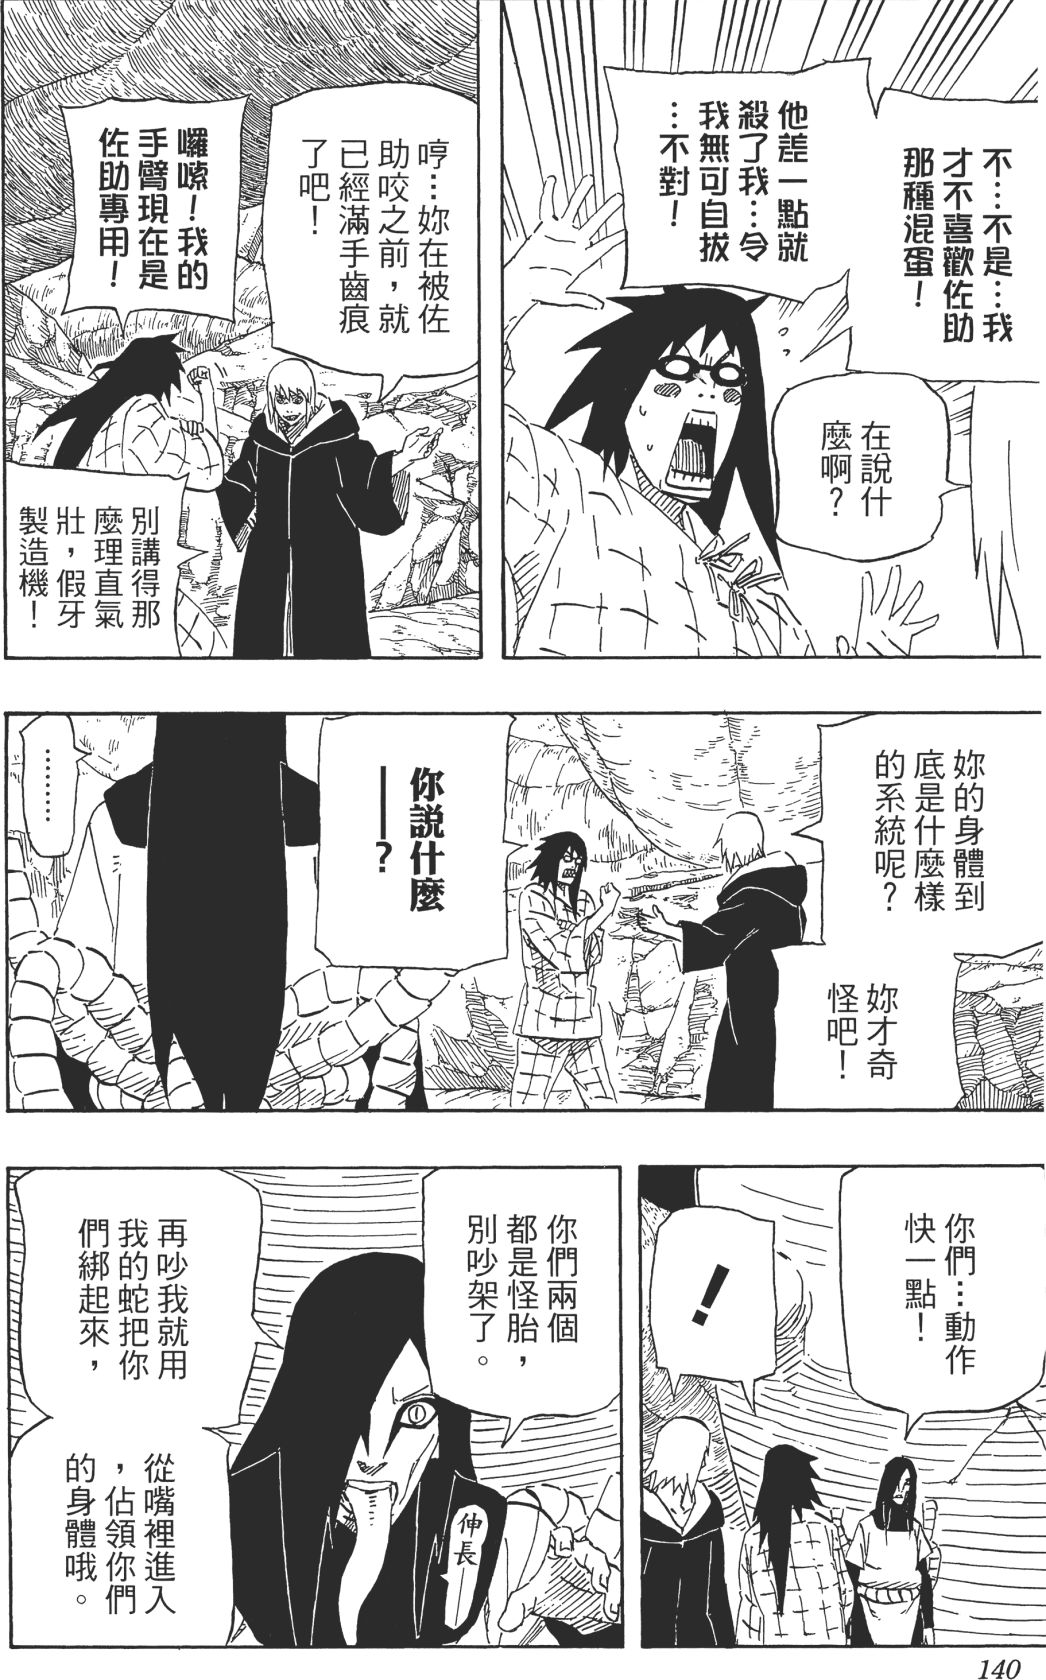 不…不是…我
才不喜歡佐助
那種混蛋！
他差一點就
殺了我…令
我無可自拔
…不對！
在說什
麼啊？
哼…妳在被佐
助咬之前，就
已經滿手齒痕
了吧！
囉嗦！我的
手臂現在是
佐助專用！
別講得那
麼理直氣
壯，假牙
製造機！
妳的身體到
底是什麼樣
的系統呢？
妳才奇
怪吧！
你說什麼
——？
………
你們…動作
快一點！
！
你們兩個
都是怪胎，
別吵架了。
伸長—
再吵我就用
我的蛇把你
們綁起來，
從嘴裡進入
，佔領你們
的身體哦。
140